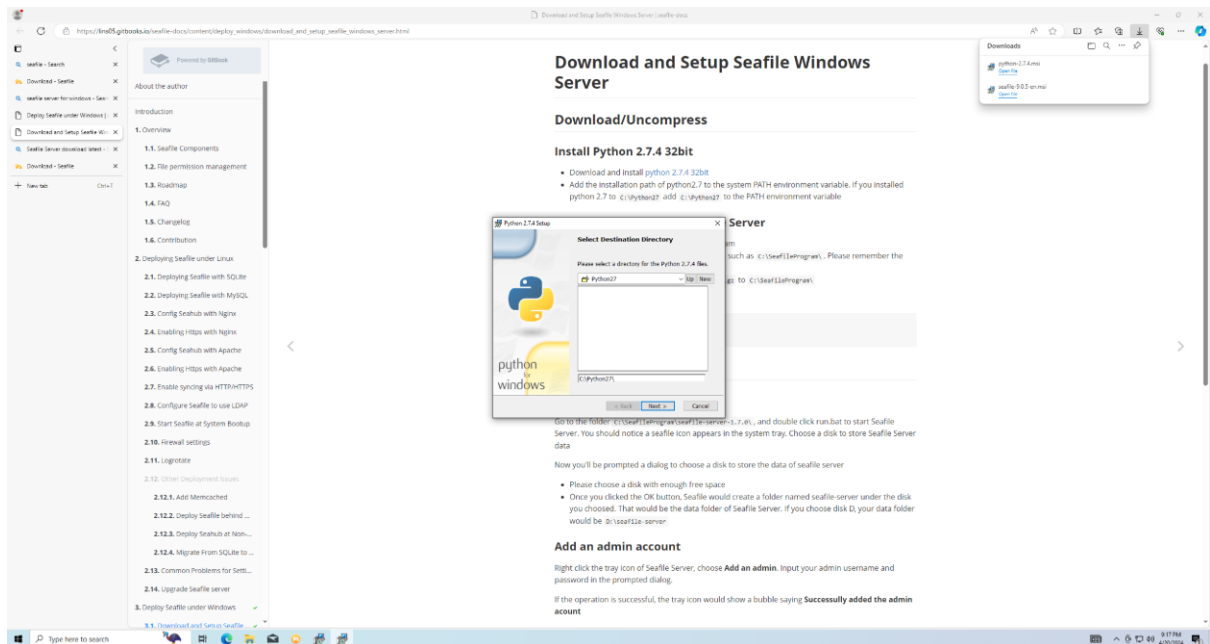 Download and Setup Seafile Windows Server | seafile-docs
https://lins05.gitbooks.io/seafile-docs/content/deploy_windows/download_and_setup_seafile_windows_server.html
seafile - Search
Download - Seafile
seafile server for windows - Sear
Deploy Seafile under Windows |
Download and Setup Seafile Win
Seafile Server download latest -
Download - Seafile
New tab Ctrl+T
Powered by GitBook
About the author
Introduction
1. Overview
1.1. Seafile Components
1.2. File permission management
1.3. Roadmap
1.4. FAQ
1.5. Changelog
1.6. Contribution
2. Deploying Seafile under Linux
2.1. Deploying Seafile with SQLite
2.2. Deploying Seafile with MySQL
2.3. Config Seahub with Nginx
2.4. Enabling Https with Nginx
2.5. Config Seahub with Apache
2.6. Enabling Https with Apache
2.7. Enable syncing via HTTP/HTTPS
2.8. Configure Seafile to use LDAP
2.9. Start Seafile at System Bootup
2.10. Firewall settings
2.11. Logrotate
2.12. Other Deployment Issues
2.12.1. Add Memcached
2.12.2. Deploy Seafile behind ...
2.12.3. Deploy Seahub at Non-...
2.12.4. Migrate From SQLite to ...
2.13. Common Problems for Setti...
2.14. Upgrade Seafile server
3. Deploy Seafile under Windows
3.1. Download and Setup Seafile ...
Download and Setup Seafile Windows
Server
Download/Uncompress
Install Python 2.7.4 32bit
• Download and install python 2.7.4 32bit
• Add the installation path of python2.7 to the system PATH environment variable. If you installed
python 2.7 to C:\Python27 add C:\Python27 to the PATH environment variable
Server
am
such as C:\SeafileProgram\. Please remember the
to C:\SeafileProgram\
Python 2.7.4 Setup
Select Destination Directory
Please select a directory for the Python 2.7.4 files.
Python27
Up New
python
for
windows
C:\Python27\
< Back Next > Cancel
Go to the folder C:\SeafileProgram\seafile-server-1.7.0\, and double click run.bat to start Seafile
Server. You should notice a seafile icon appears in the system tray. Choose a disk to store Seafile Server
data
Now you'll be prompted a dialog to choose a disk to store the data of seafile server
• Please choose a disk with enough free space
• Once you clicked the OK button, Seafile would create a folder named seafile-server under the disk
you choosed. That would be the data folder of Seafile Server. If you choose disk D, your data folder
would be D:\seafile-server
Add an admin account
Right click the tray icon of Seafile Server, choose Add an admin. Input your admin username and
password in the prompted dialog.
If the operation is successful, the tray icon would show a bubble saying Successully added the admin
acount
Downloads
python-2.7.4.msi
Open file
seafile-9.0.5-en.msi
Open file
Type here to search
9:17 PM
4/20/2024